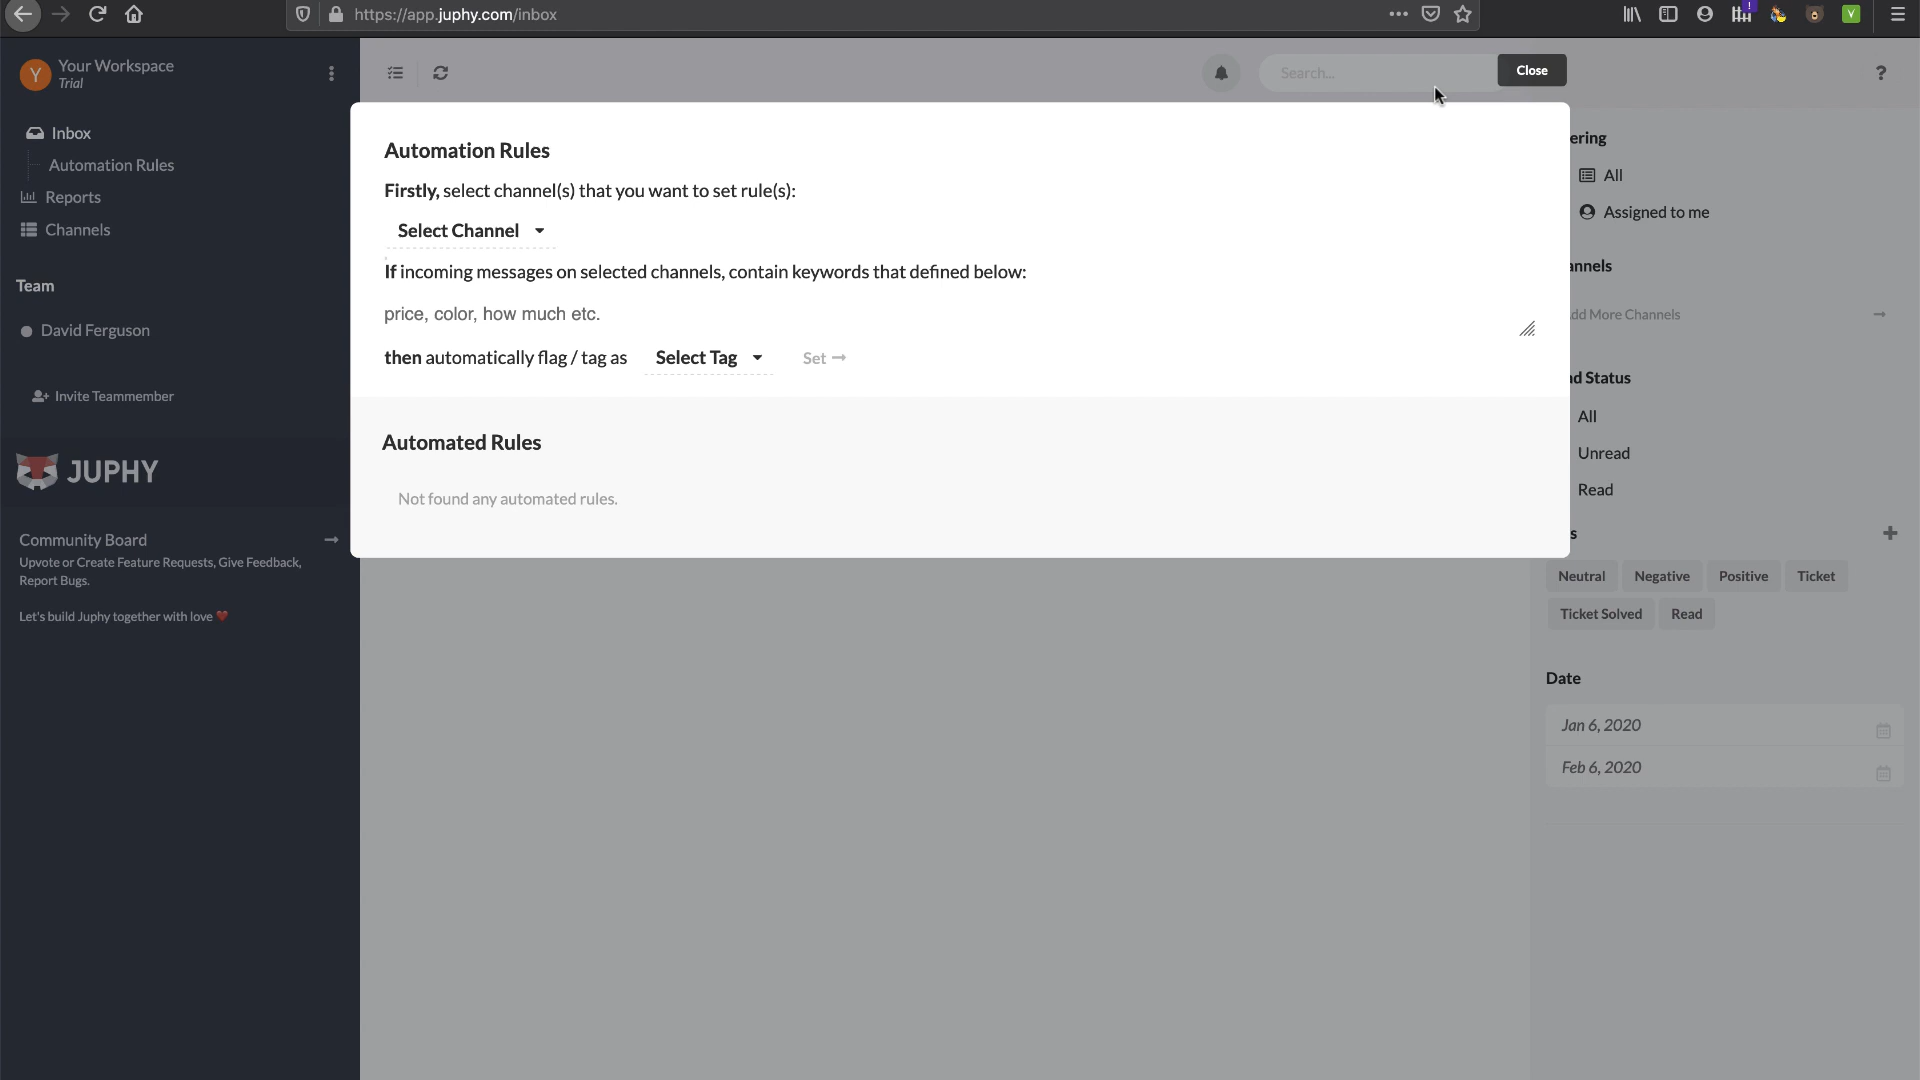 https://app.juphy.com/inbox
!
V
Y
Your Workspace
Trial
Inbox
Automation Rules
Reports
Channels
Team
David Ferguson
Invite Teammember
JUPHY
Community Board
Upvote or Create Feature Requests, Give Feedback,
Report Bugs.
Let's build Juphy together with love
Search...
Close
?
Automation Rules
Firstly, select channel(s) that you want to set rule(s):
Select Channel
If incoming messages on selected channels, contain keywords that defined below:
price, color, how much etc.
then automatically flag / tag as Select Tag Set
Automated Rules
Not found any automated rules.
ering
All
Assigned to me
annels
dd More Channels
nd Status
All
Unread
Read
s
Neutral Negative Positive Ticket
Ticket Solved Read
Date
Jan 6, 2020
Feb 6, 2020